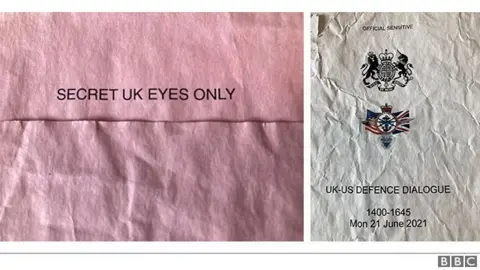 SECRET UK EYES ONLY
OFFICIAL SENSITIVE
UK-US DEFENCE DIALOGUE
1400-1645
Mon 21 June 2021
BBC